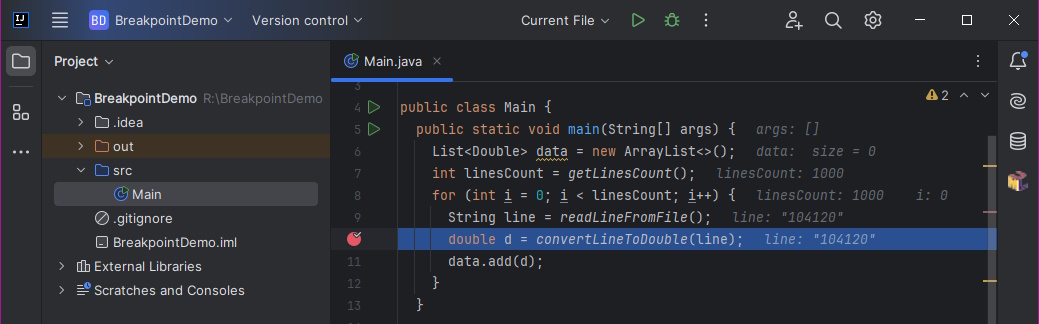 IJ BD BreakpointDemo Version control Current File
Project
Main.java
BreakpointDemo R:\BreakpointDemo
.idea
out
src
Main
.gitignore
BreakpointDemo.iml
External Libraries
Scratches and Consoles
2
3
4 public class Main {
5 public static void main(String[] args) { args: []
6 List<Double> data = new ArrayList<>(); data: size = 0
7 int linesCount = getLinesCount(); linesCount: 1000
8 for (int i = 0; i < linesCount; i++) { linesCount: 1000 i: 0
9 String line = readLineFromFile(); line: "104120"
double d = convertLineToDouble(line); line: "104120"
11 data.add(d);
12 }
13 }